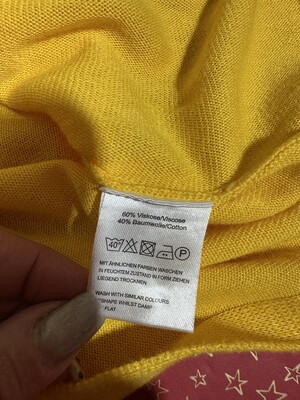 60% Viskose/Viscose
40% Baumwolle/Cotton
40 P
MIT ÄHNLICHEN FARBEN WASCHEN
IN FEUCHTEM ZUSTAND IN FORM ZIEHEN
LIEGEND TROCKNEN
WASH WITH SIMILAR COLOURS
SHAPE WHILST DAMP
FLAT